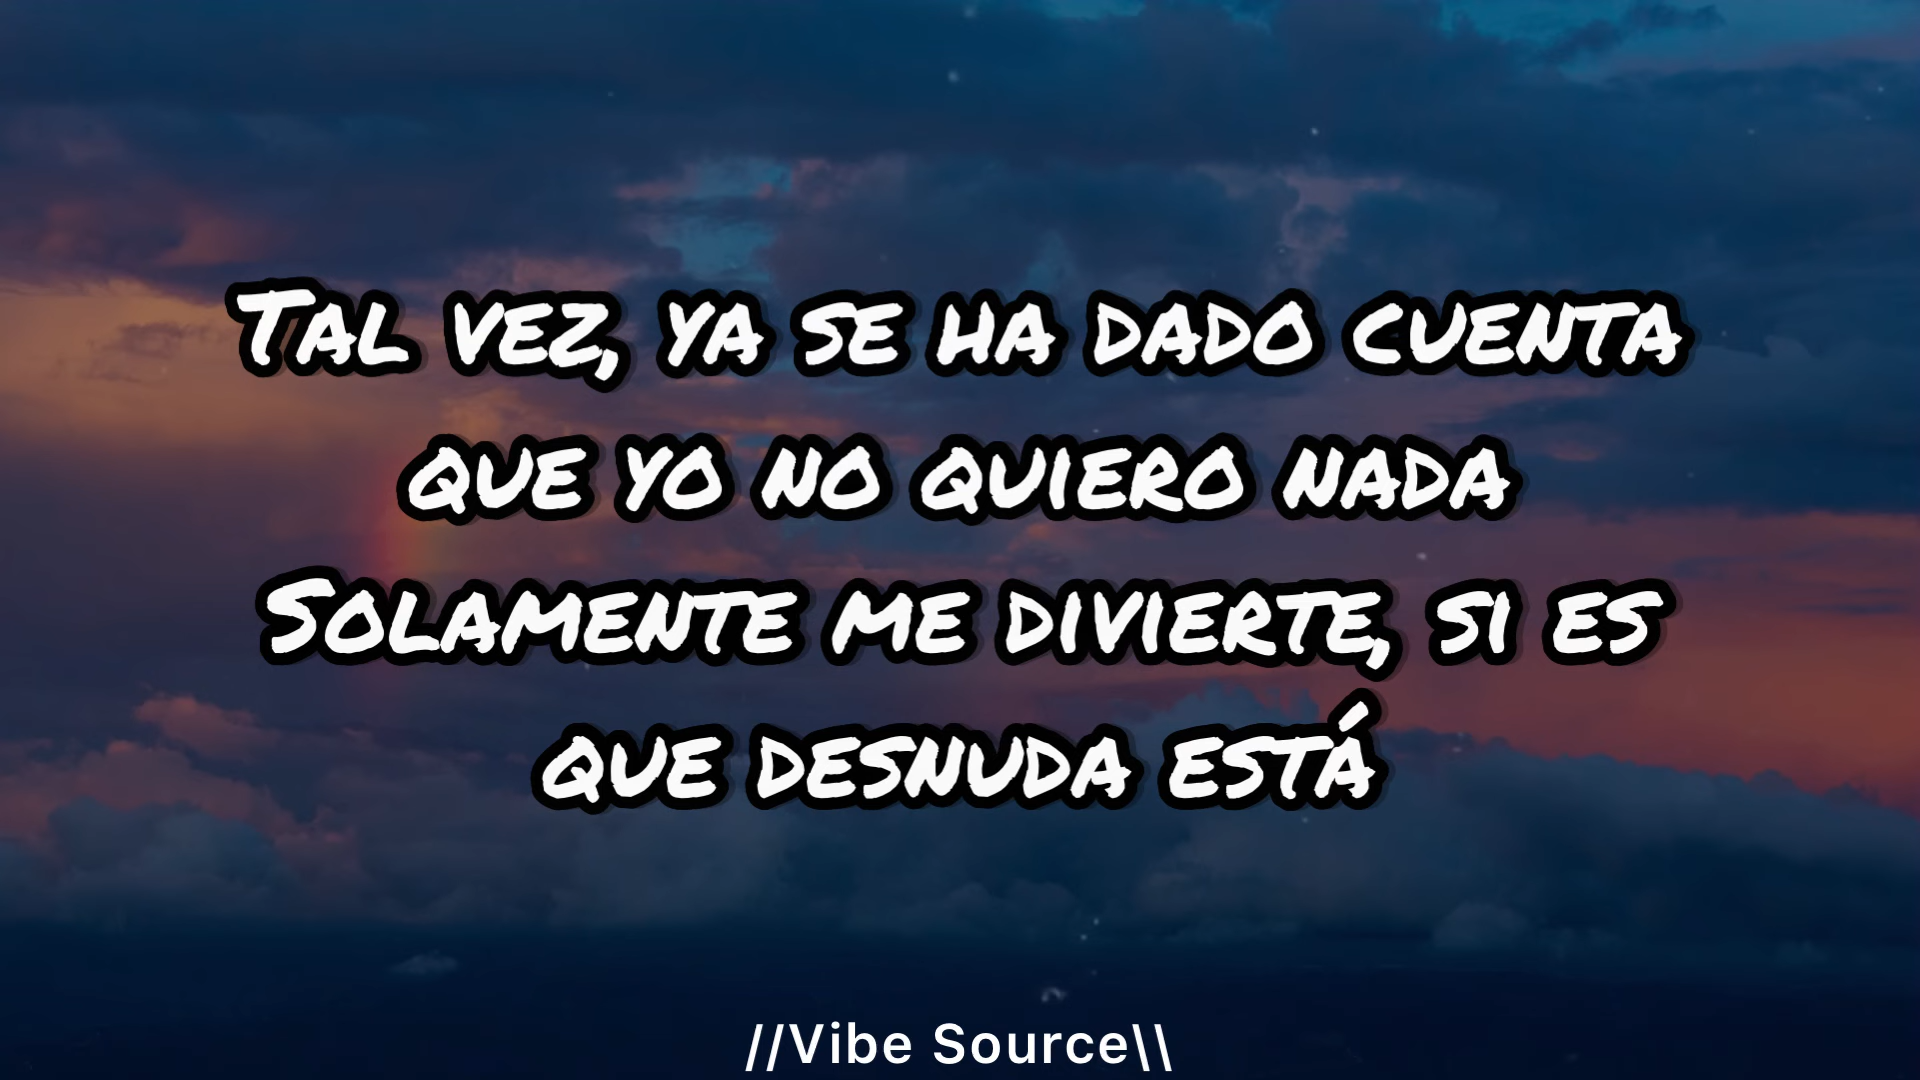 Tal vez, ya se ha dado cuenta
que yo no quiero nada
Solamente me divierte, si es
que desnuda está
//Vibe Source\\